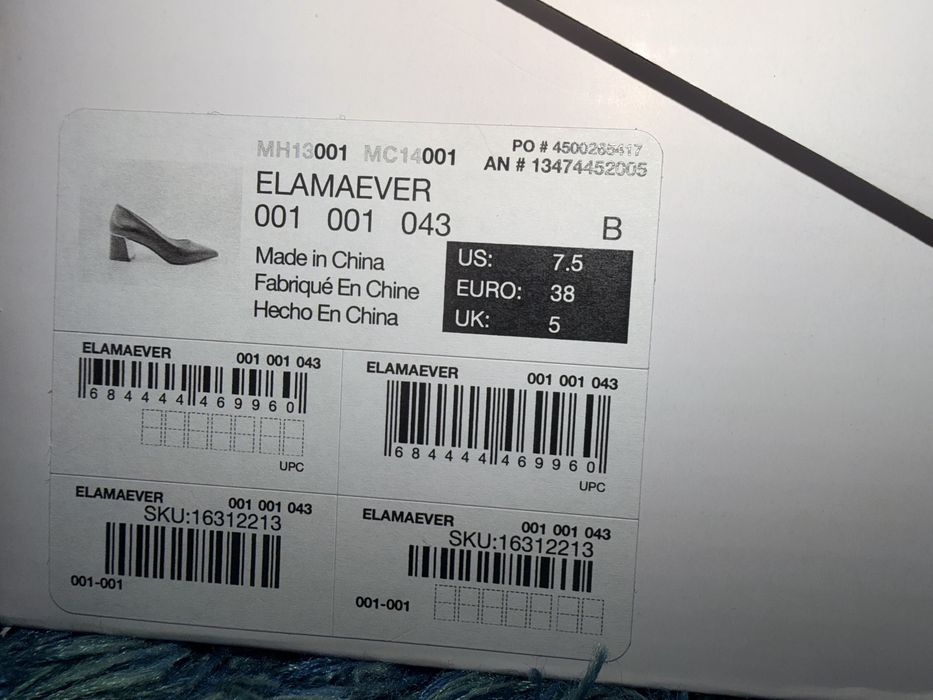 MH13001 MC14001
PO # 4500265417
AN # 13474452005
ELAMAEVER
001 001 043
B
Made in China
Fabriqué En Chine
Hecho En China
US: 7.5
EURO: 38
UK: 5
ELAMAEVER 001 001 043
684444469960
UPC
ELAMAEVER 001 001 043
684444469960
UPC
ELAMAEVER 001 001 043
SKU:16312213
001-001
ELAMAEVER 001 001 043
SKU:16312213
001-001